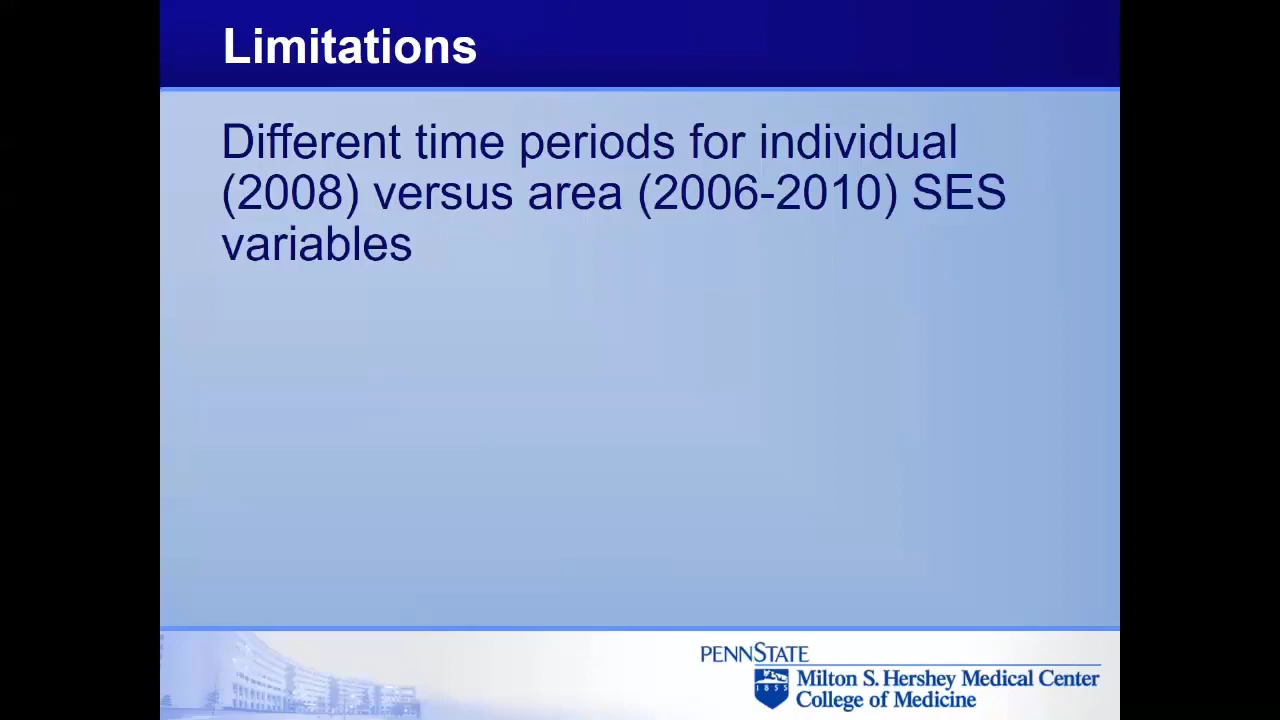 Limitations
Different time periods for individual
(2008) versus area (2006-2010) SES
variables
PENNSTATE
1855
Milton S. Hershey Medical Center
College of Medicine